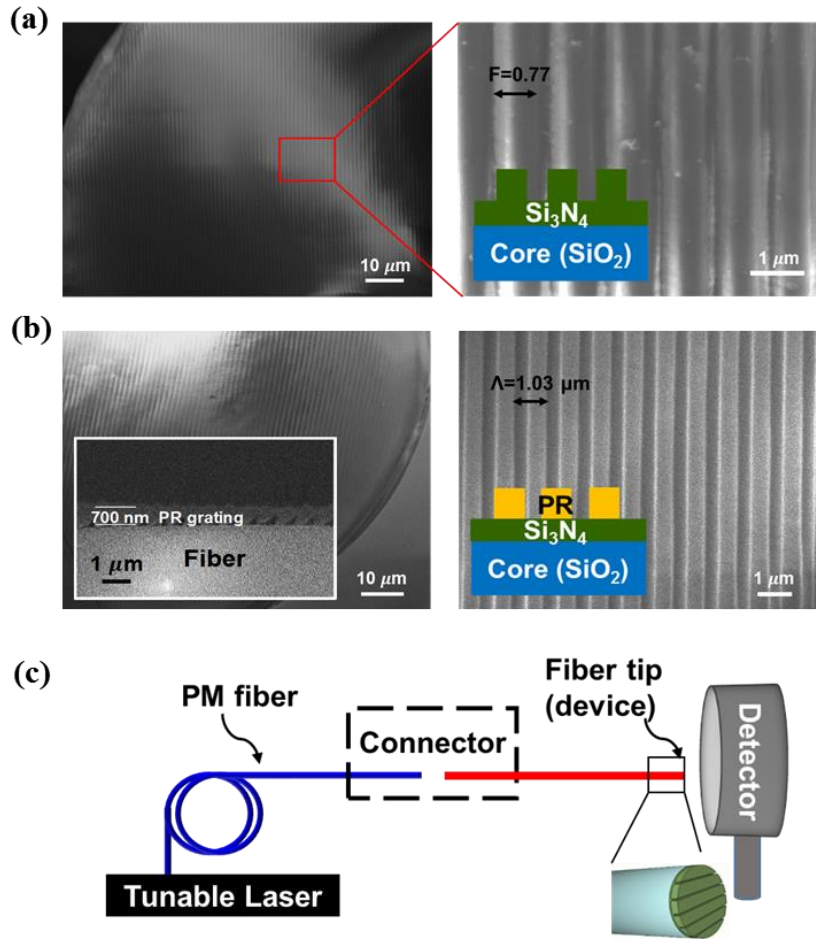 (a)
10 μm
F=0.77
Si₃N₄
Core (SiO₂)
1 μm
(b)
700 nm PR grating
1 μm
Fiber
10 μm
Λ=1.03 μm
PR
Si₃N₄
Core (SiO₂)
1 μm
(c)
PM fiber
Connector
Fiber tip
(device)
Detector
Tunable Laser